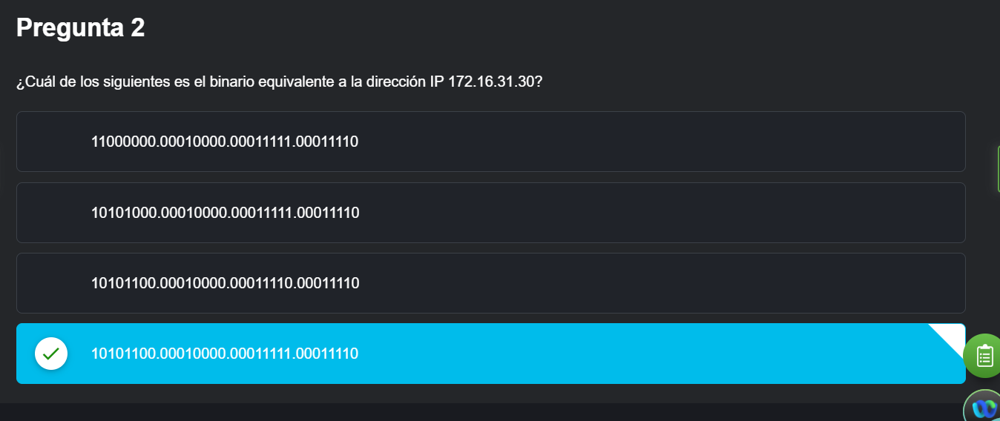 Pregunta 2
¿Cuál de los siguientes es el binario equivalente a la dirección IP 172.16.31.30?
11000000.00010000.00011111.00011110
10101000.00010000.00011111.00011110
10101100.00010000.00011110.00011110
10101100.00010000.00011111.00011110